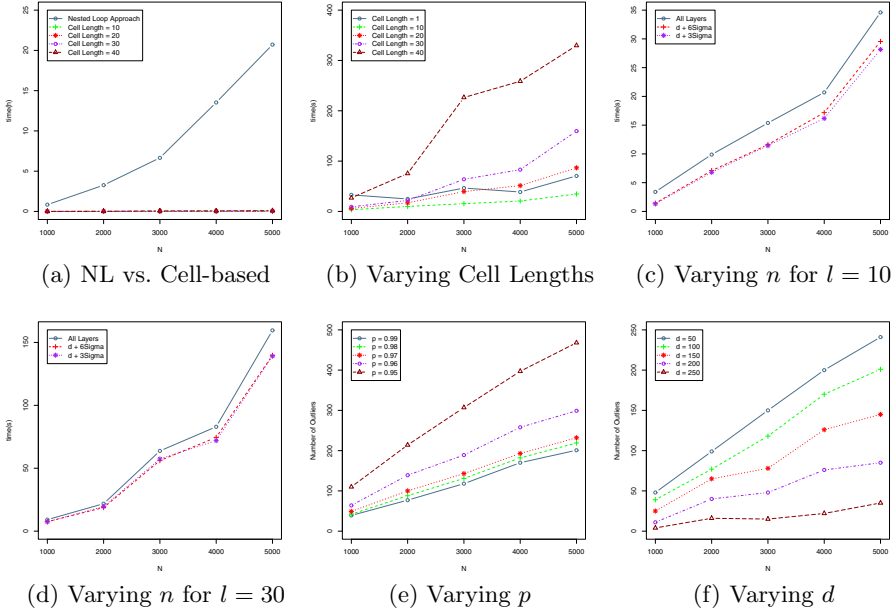 25
20
15
10
5
0
time(h)
Nested Loop Approach
Cell Length = 10
Cell Length = 20
Cell Length = 30
Cell Length = 40
1000 2000 3000 4000 5000
N
(a) NL vs. Cell-based
400
300
200
100
0
time(s)
Cell Length = 1
Cell Length = 10
Cell Length = 20
Cell Length = 30
Cell Length = 40
1000 2000 3000 4000 5000
N
(b) Varying Cell Lengths
35
30
25
20
15
10
5
0
time(s)
All Layers
d + 6Sigma
d + 3Sigma
1000 2000 3000 4000 5000
N
(c) Varying n for l = 10
150
100
50
0
time(s)
All Layers
d + 6Sigma
d + 3Sigma
1000 2000 3000 4000 5000
N
(d) Varying n for l = 30
500
400
300
200
100
0
Number of Outliers
p = 0.99
p = 0.98
p = 0.97
p = 0.96
p = 0.95
1000 2000 3000 4000 5000
N
(e) Varying p
250
200
150
100
50
0
Number of Outliers
d = 50
d = 100
d = 150
d = 200
d = 250
1000 2000 3000 4000 5000
N
(f) Varying d